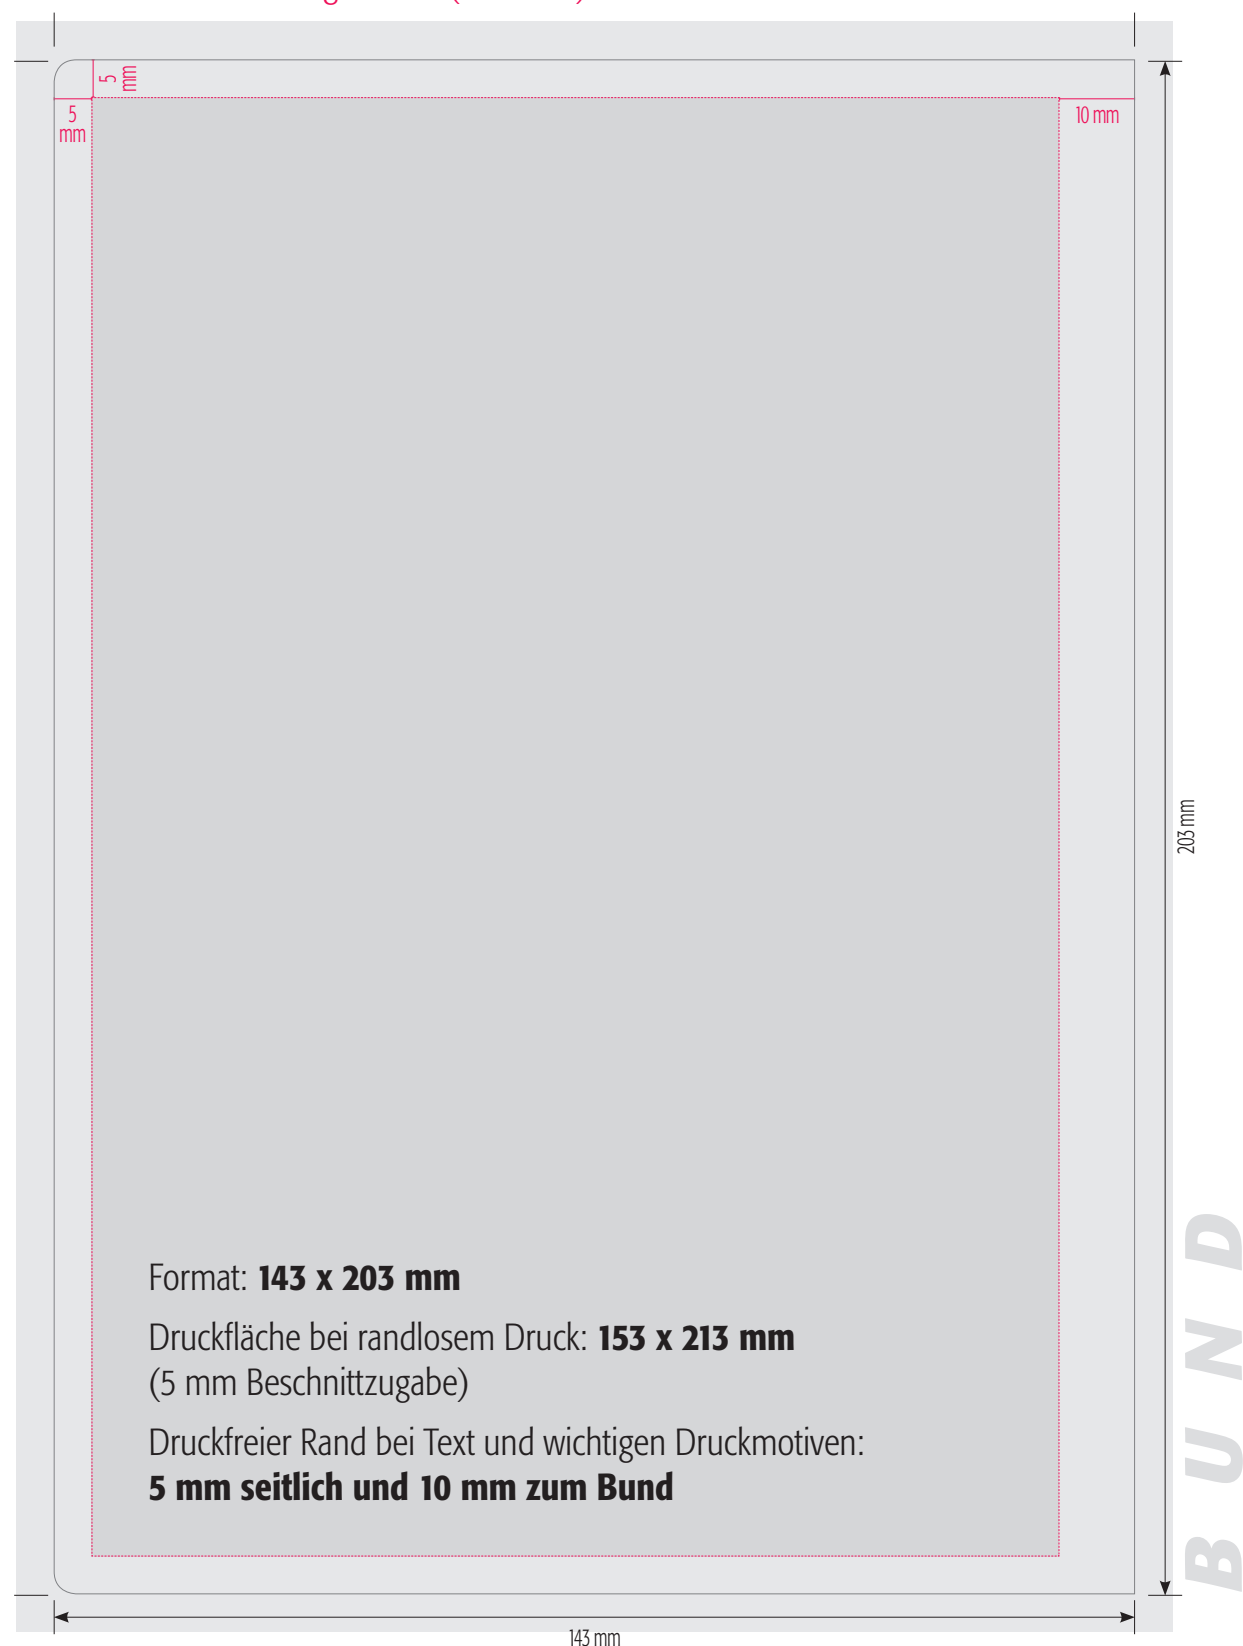 5
mm
5
mm
10 mm
203 mm
Format: 143 x 203 mm
Druckfläche bei randlosem Druck: 153 x 213 mm
(5 mm Beschnittzugabe)
Druckfreier Rand bei Text und wichtigen Druckmotiven:
5 mm seitlich und 10 mm zum Bund
BUND
143 mm